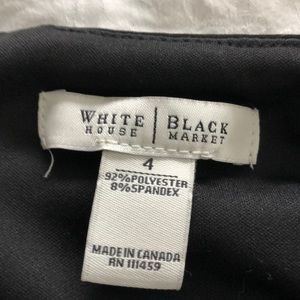 WHITE HOUSE | BLACK MARKET
4
92%POLYESTER
8%SPANDEX
MADE IN CANADA
RN 111459